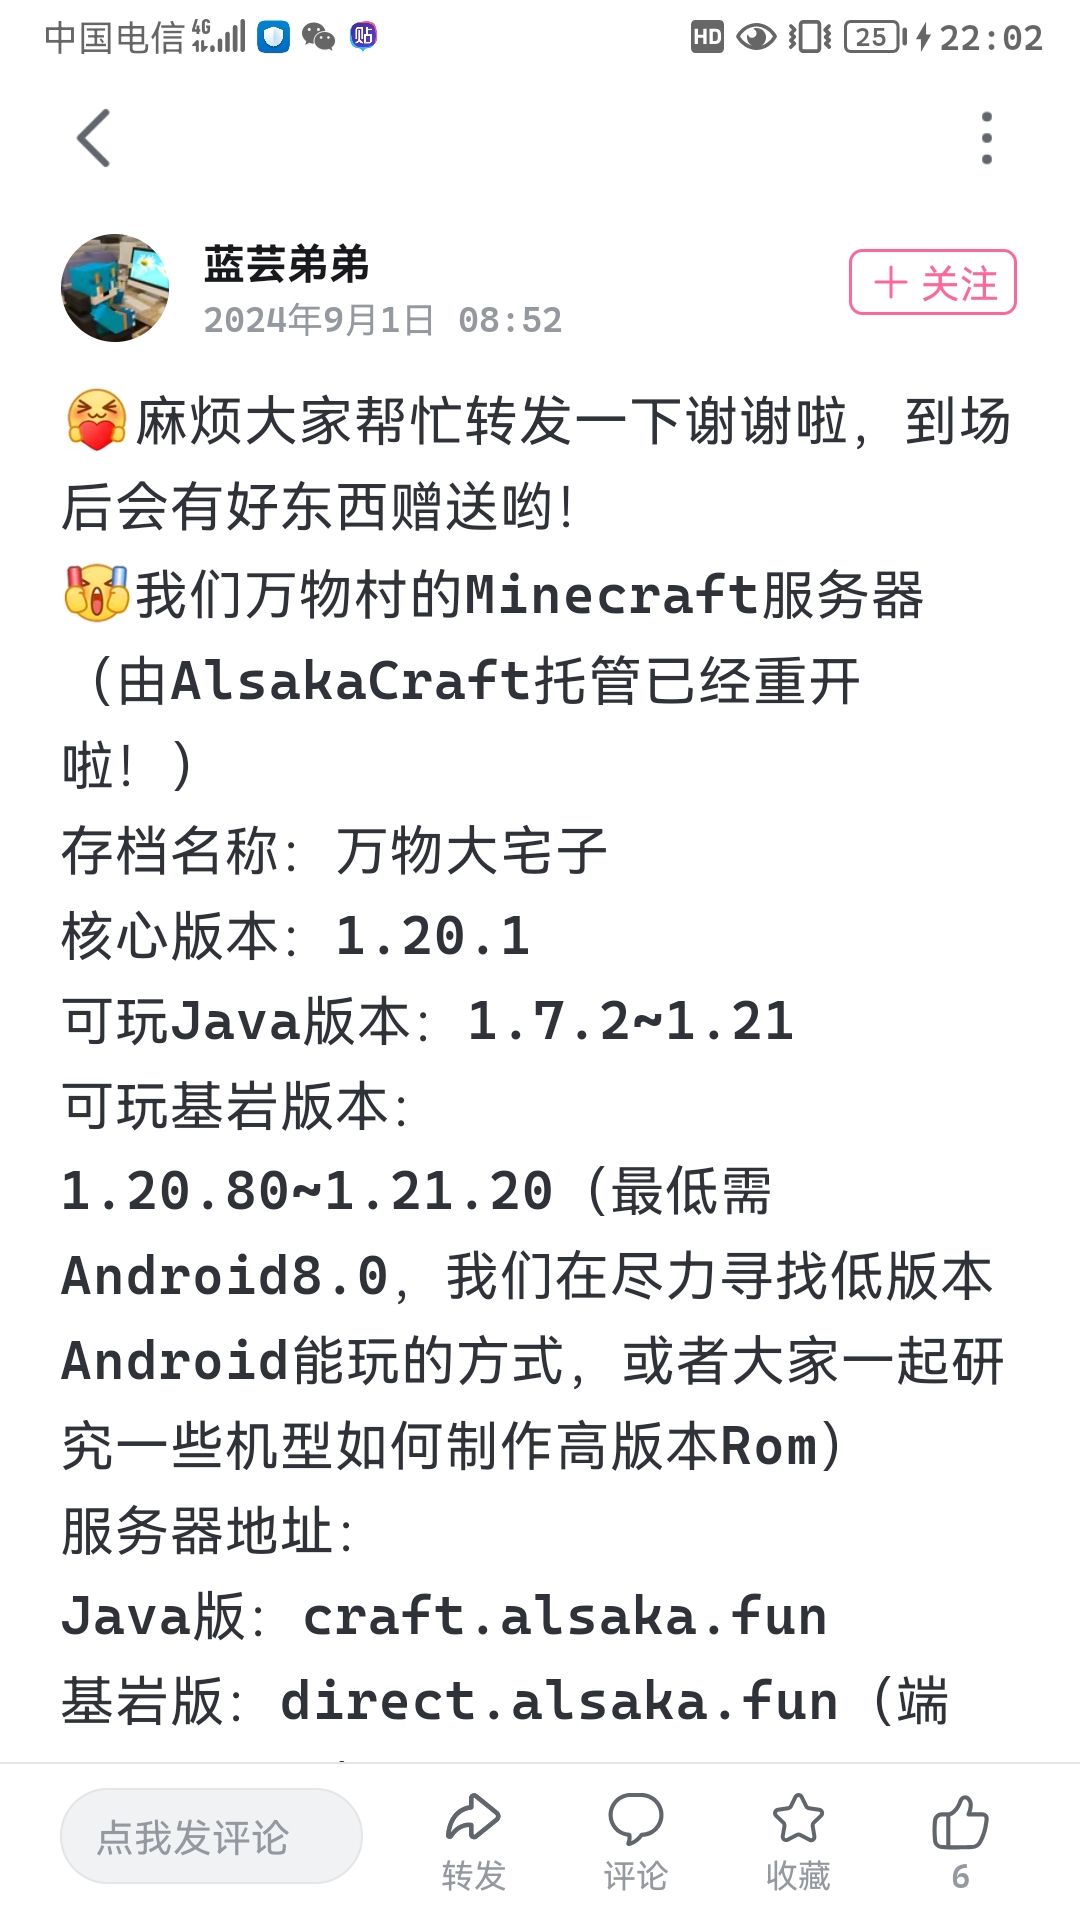 中国电信 4G 贴 HD 25 22:02
蓝芸弟弟
2024年9月1日 08:52
＋ 关注
麻烦大家帮忙转发一下谢谢啦，到场
后会有好东西赠送哟！
我们万物村的Minecraft服务器
（由AlsakaCraft托管已经重开
啦！）
存档名称：万物大宅子
核心版本：1.20.1
可玩Java版本：1.7.2~1.21
可玩基岩版本：
1.20.80~1.21.20（最低需
Android8.0，我们在尽力寻找低版本
Android能玩的方式，或者大家一起研
究一些机型如何制作高版本Rom）
服务器地址：
Java版：craft.alsaka.fun
基岩版：direct.alsaka.fun（端
点我发评论
转发 评论 收藏 6